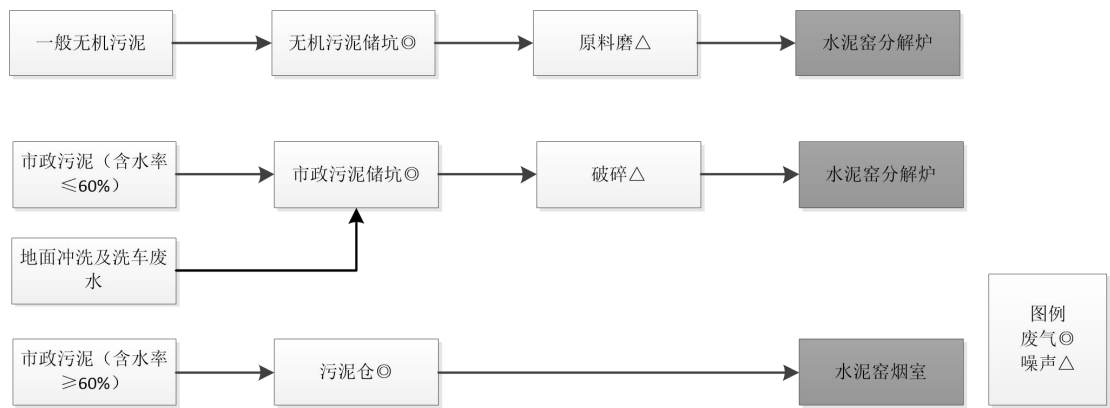 一般无机污泥
无机污泥储坑◎
原料磨△
水泥窑分解炉
市政污泥（含水率
≤60%）
市政污泥储坑◎
破碎△
水泥窑分解炉
地面冲洗及洗车废
水
市政污泥（含水率
≥60%）
污泥仓◎
水泥窑烟室
图例
废气◎
噪声△